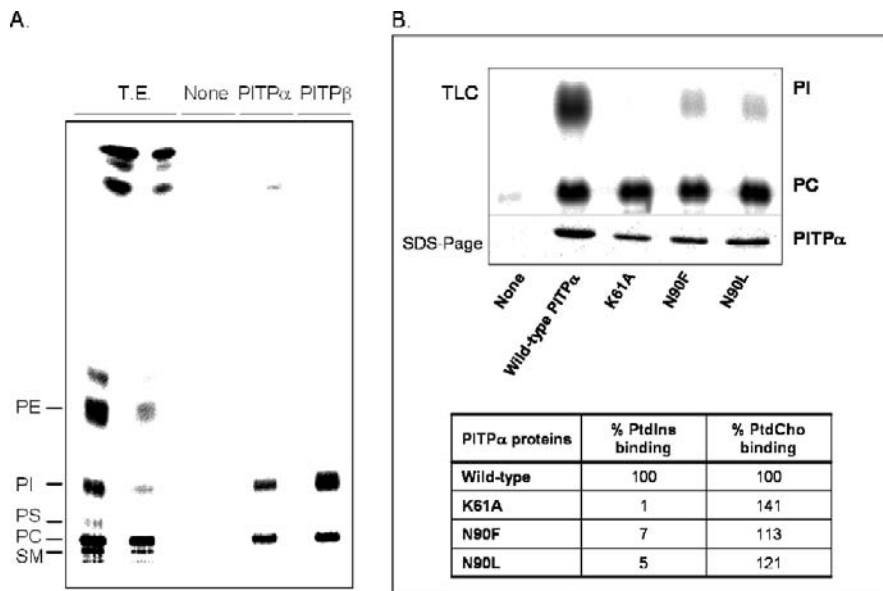 A.
T.E. None PITPα PITPβ
PE
PI
PS
PC
SM
B.
TLC
PI
PC
SDS-Page
PITPα
None
Wild-type PITPα
K61A
N90F
N90L
PITPα proteins % PtdIns binding % PtdCho binding
Wild-type 100 100
K61A 1 141
N90F 7 113
N90L 5 121